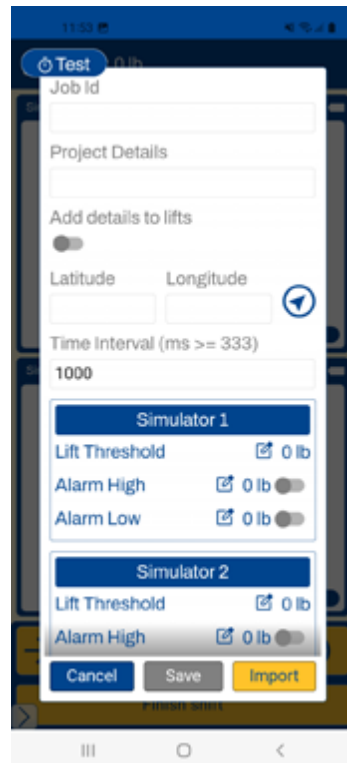 11:53
Test
0 lb
Job Id
Project Details
Add details to lifts
Latitude Longitude
Time Interval (ms >= 333)
1000
Simulator 1
Lift Threshold 0 lb
Alarm High 0 lb
Alarm Low 0 lb
Simulator 2
Lift Threshold 0 lb
Alarm High 0 lb
Cancel Save Import
Finish Shift